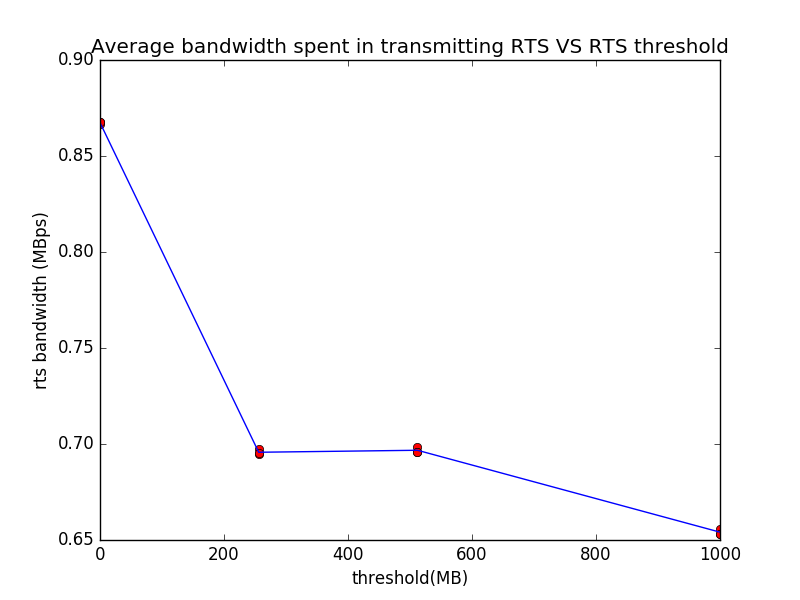 Average bandwidth spent in transmitting RTS VS RTS threshold
0.90
0.85
0.80
0.75
0.70
0.65
rts bandwidth (MBps)
0 200 400 600 800 1000
threshold(MB)